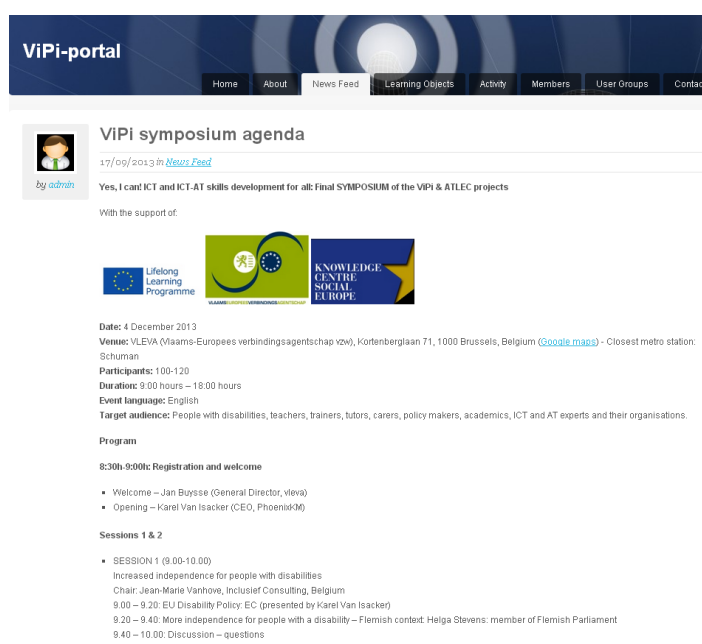 ViPi-portal
Home About News Feed Learning Objects Activity Members User Groups Contac
ViPi symposium agenda
17/09/2013 in News Feed
by admin
Yes, I can! ICT and ICT-AT skills development for all: Final SYMPOSIUM of the ViPi & ATLEC projects
With the support of:
Lifelong
Learning
Programme
VLAAMSEUROPEESVERBINDINGSAGENTSCHAP
KNOWLEDGE
CENTRE
SOCIAL
EUROPE
Date: 4 December 2013
Venue: VLEVA (Vlaams-Europees verbindingsagentschap vzw), Kortenberglaan 71, 1000 Brussels, Belgium (Google maps) - Closest metro station:
Schuman
Participants: 100-120
Duration: 9:00 hours – 18:00 hours
Event language: English
Target audience: People with disabilities, teachers, trainers, tutors, carers, policy makers, academics, ICT and AT experts and their organisations.
Program
8:30h-9:00h: Registration and welcome
▪ Welcome – Jan Buysse (General Director, vleva)
▪ Opening – Karel Van Isacker (CEO, PhoenixKM)
Sessions 1 & 2
▪ SESSION 1 (9.00-10.00)
Increased independence for people with disabilities
Chair: Jean-Marie Vanhove, Inclusief Consulting, Belgium
9.00 – 9.20: EU Disability Policy: EC (presented by Karel Van Isacker)
9.20 – 9.40: More independence for people with a disability – Flemish context: Helga Stevens: member of Flemish Parliament
9.40 – 10.00: Discussion – questions